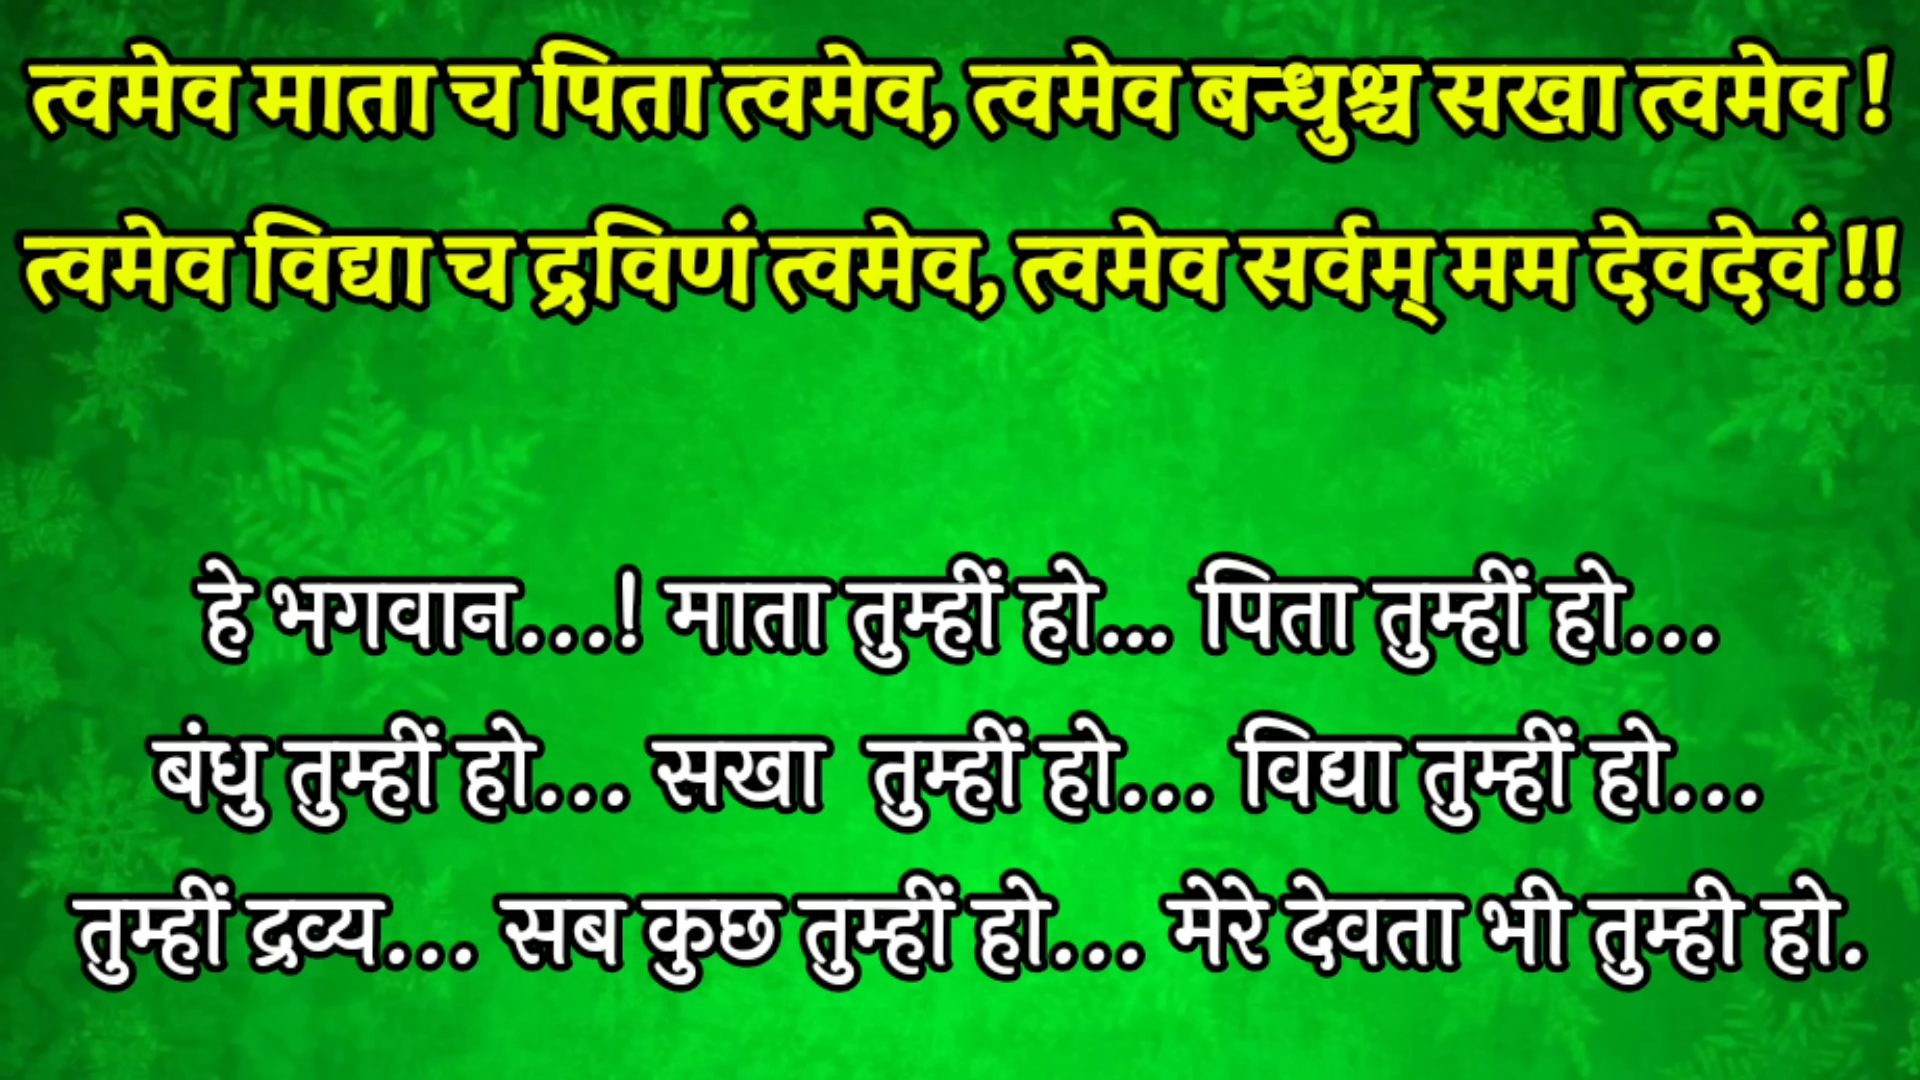 त्वमेव माता च पिता त्वमेव, त्वमेव बन्धुश्च सखा त्वमेव !
त्वमेव विद्या च द्रविणं त्वमेव, त्वमेव सर्वम् मम देवदेवं !!
हे भगवान...! माता तुम्हीं हो... पिता तुम्हीं हो...
बंधु तुम्हीं हो... सखा तुम्हीं हो... विद्या तुम्हीं हो...
तुम्हीं द्रव्य... सब कुछ तुम्हीं हो... मेरे देवता भी तुम्ही हो.